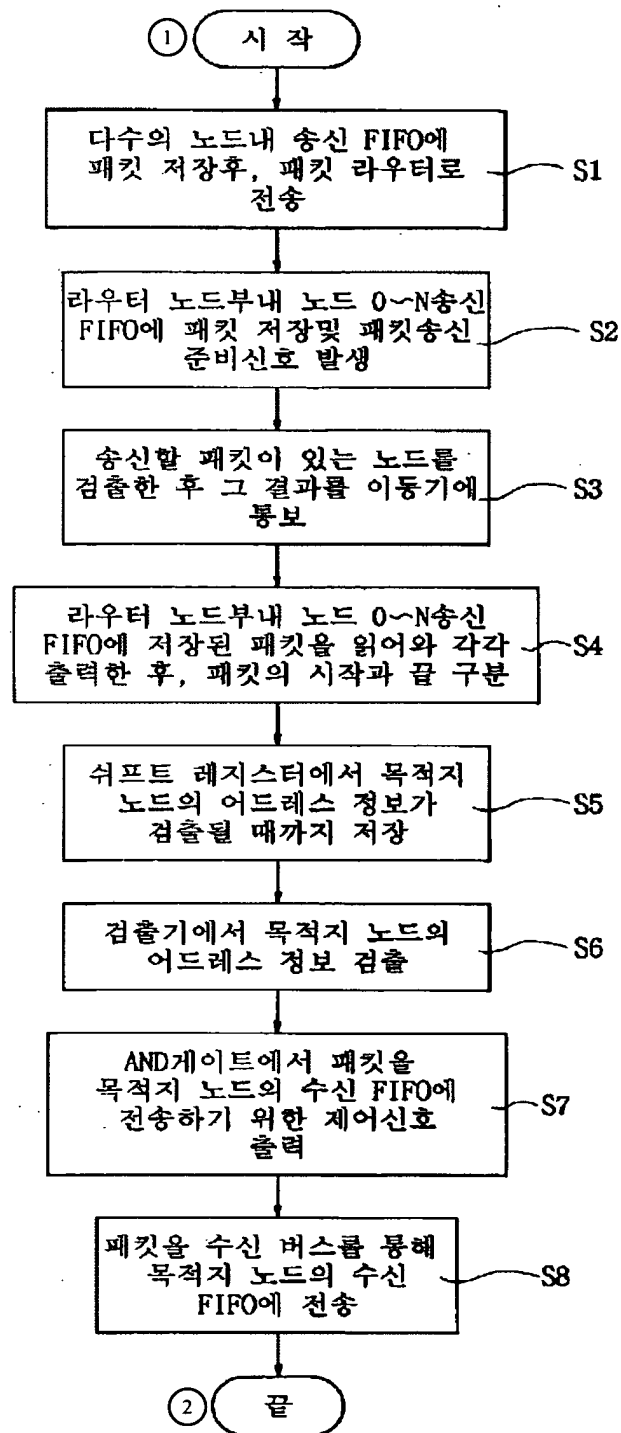 ① 시 작
다수의 노드내 송신 FIFO에
패킷 저장후, 패킷 라우터로
전송
S1
라우터 노드부내 노드 0~N송신
FIFO에 패킷 저장및 패킷송신
준비신호 발생
S2
송신할 패킷이 있는 노드를
검출한 후 그 결과를 이동기에
통보
S3
라우터 노드부내 노드 0~N송신
FIFO에 저장된 패킷을 읽어와 각각
출력한 후, 패킷의 시작과 끝 구분
S4
쉬프트 레지스터에서 목적지
노드의 어드레스 정보가
검출될 때까지 저장
S5
검출기에서 목적지 노드의
어드레스 정보 검출
S6
AND게이트에서 패킷을
목적지 노드의 수신 FIFO에
전송하기 위한 제어신호
출력
S7
패킷을 수신 버스를 통해
목적지 노드의 수신
FIFO에 전송
S8
② 끝